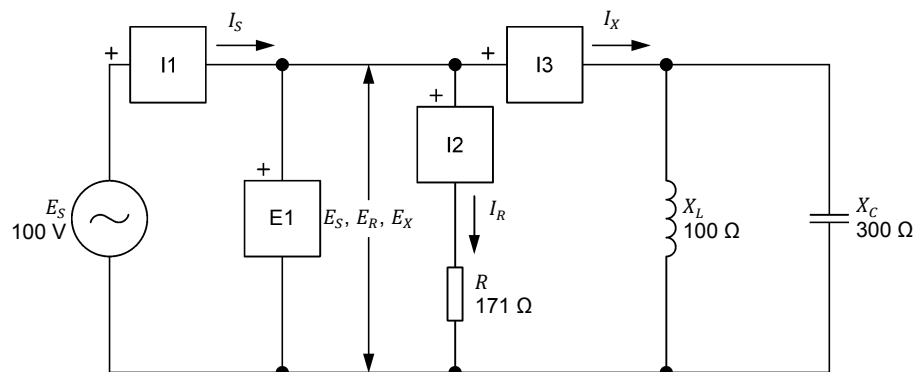 I_S
I_X
+
I1
+
I3
+
I2
+
E1
E_S, E_R, E_X
I_R
E_S
100 V
X_L
100 Ω
X_C
300 Ω
R
171 Ω